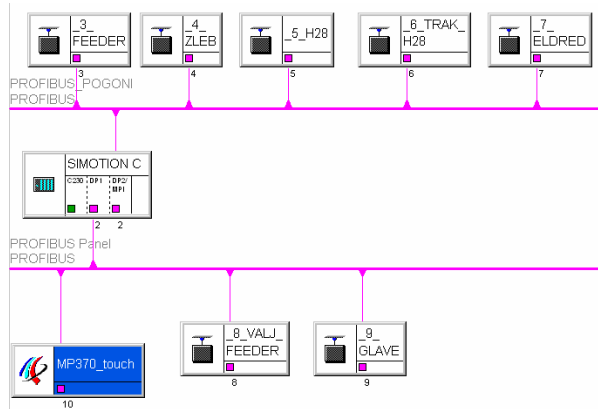 _3_
FEEDER
3
_4_
ZLEB
4
_5_H28
5
_6_TRAK_
H28
6
_7_
ELDRED
7
PROFIBUS_POGONI
PROFIBUS
SIMOTION C
C230
DP1
DP2/
MPI
2
2
PROFIBUS Panel
PROFIBUS
MP370_touch
10
_8_VALJ_
FEEDER
8
_9_
GLAVE
9